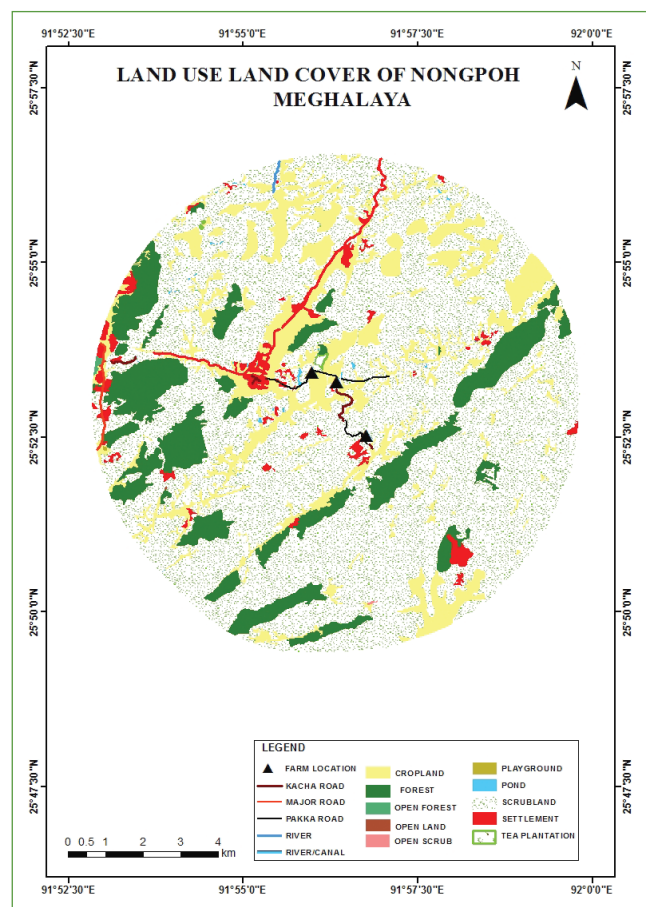 91°52'30"E 91°55'0"E 91°57'30"E 92°0'0"E
25°57'30"N 25°57'30"N
LAND USE LAND COVER OF NONGPOH
MEGHALAYA
N
25°55'0"N 25°55'0"N
25°52'30"N 25°52'30"N
25°50'0"N 25°50'0"N
25°47'30"N 25°47'30"N
LEGEND
FARM LOCATION
KACHA ROAD
MAJOR ROAD
PAKKA ROAD
RIVER
RIVER/CANAL
CROPLAND
FOREST
OPEN FOREST
OPEN LAND
OPEN SCRUB
PLAYGROUND
POND
SCRUBLAND
SETTLEMENT
TEA PLANTATION
0 0.5 1 2 3 4
km
91°52'30"E 91°55'0"E 91°57'30"E 92°0'0"E